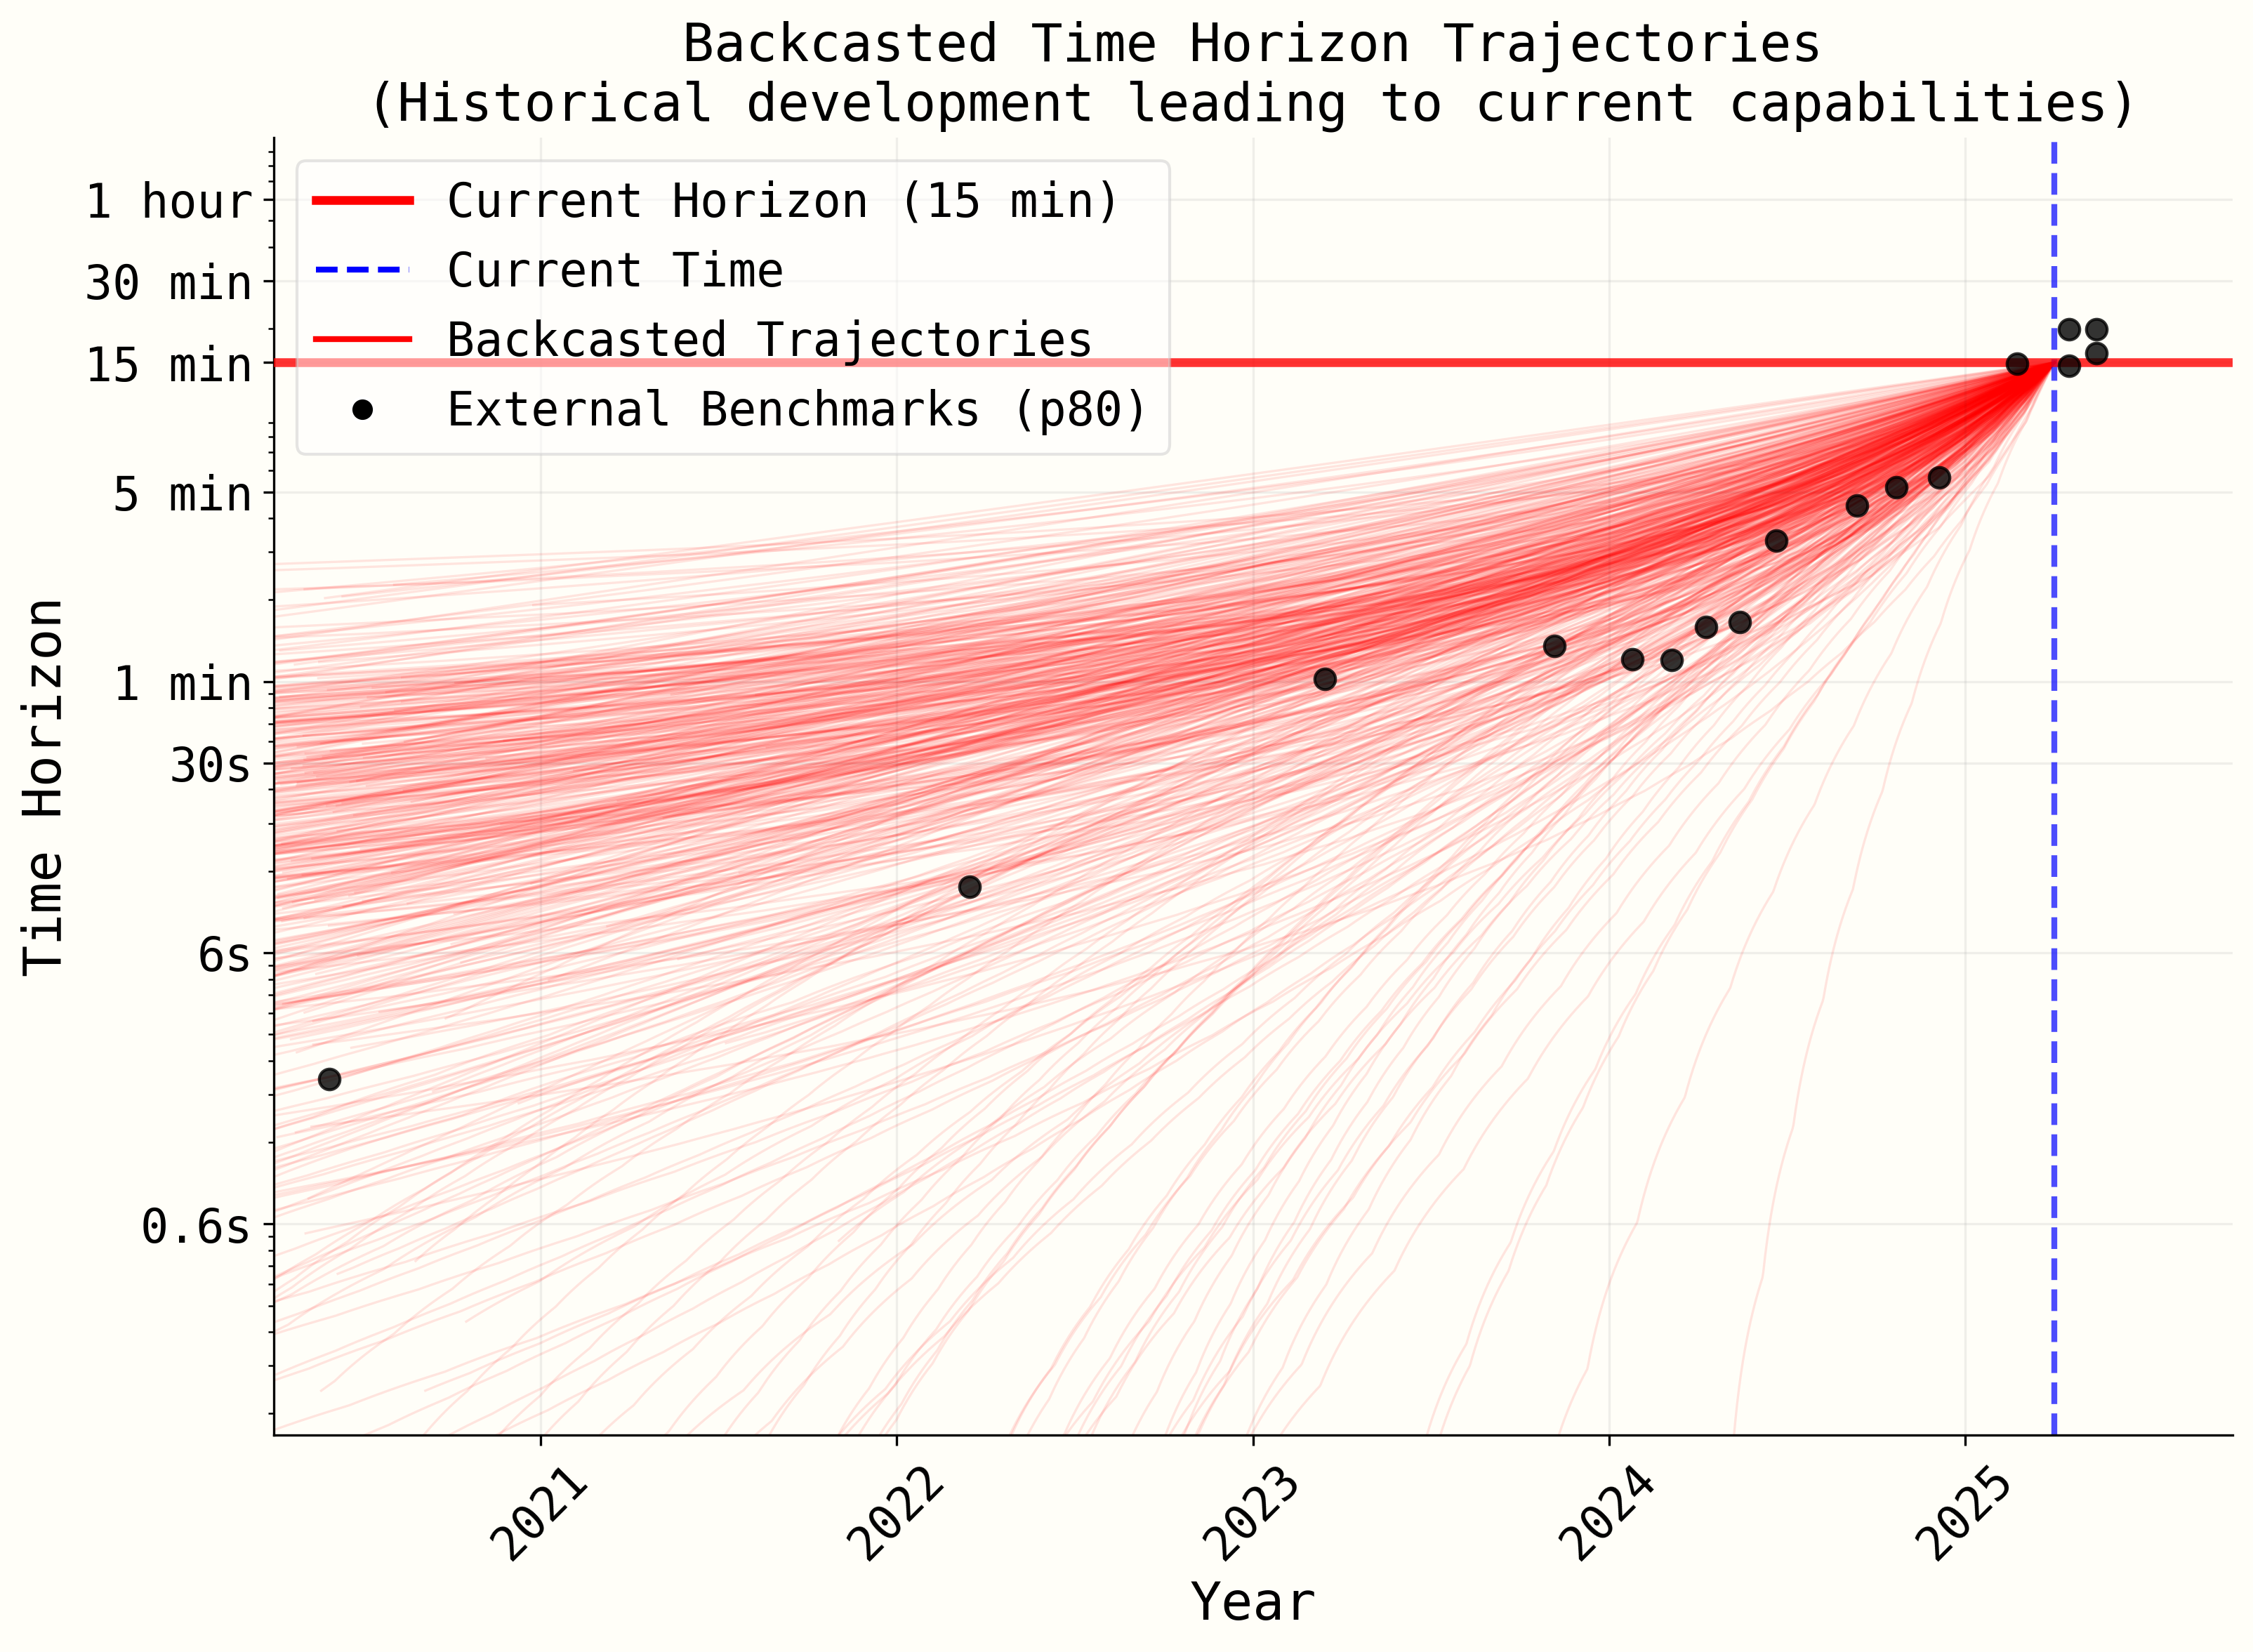 Backcasted Time Horizon Trajectories
(Historical development leading to current capabilities)
Current Horizon (15 min)
Current Time
Backcasted Trajectories
External Benchmarks (p80)
Time Horizon
1 hour
30 min
15 min
5 min
1 min
30s
6s
0.6s
2021
2022
2023
2024
2025
Year